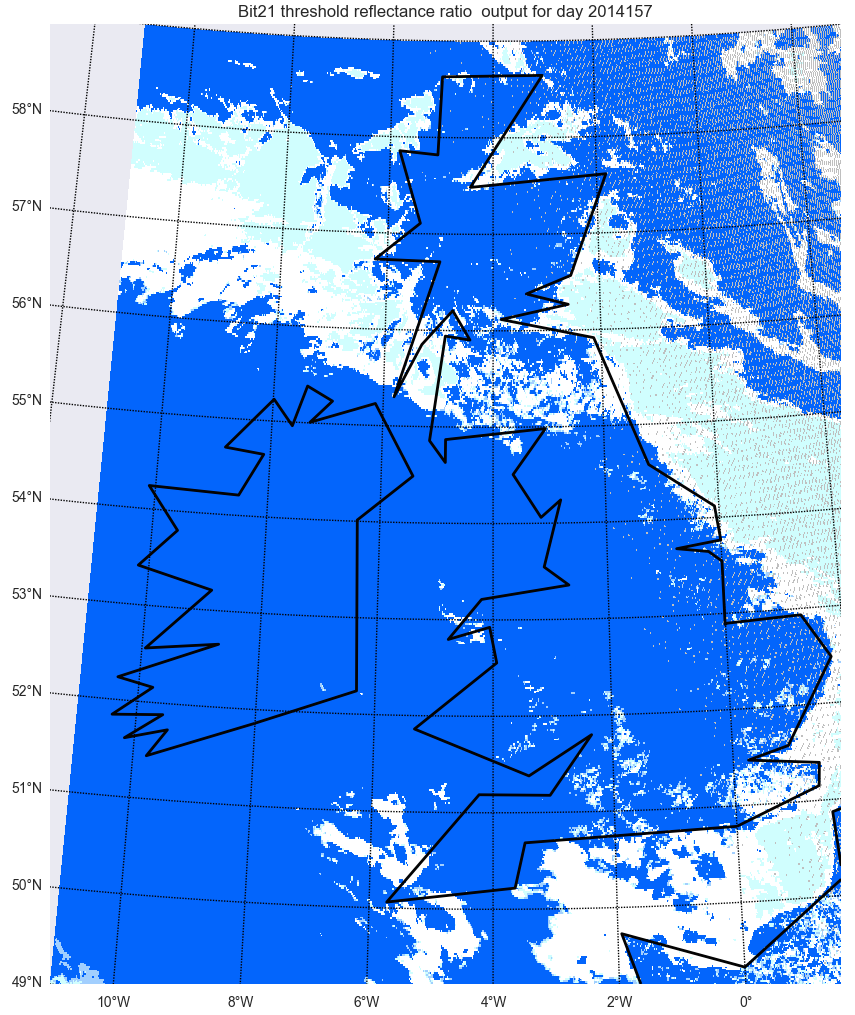 Bit21 threshold reflectance ratio  output for day 2014157
58°N
57°N
56°N
55°N
54°N
53°N
52°N
51°N
50°N
49°N
10°W 8°W 6°W 4°W 2°W 0°